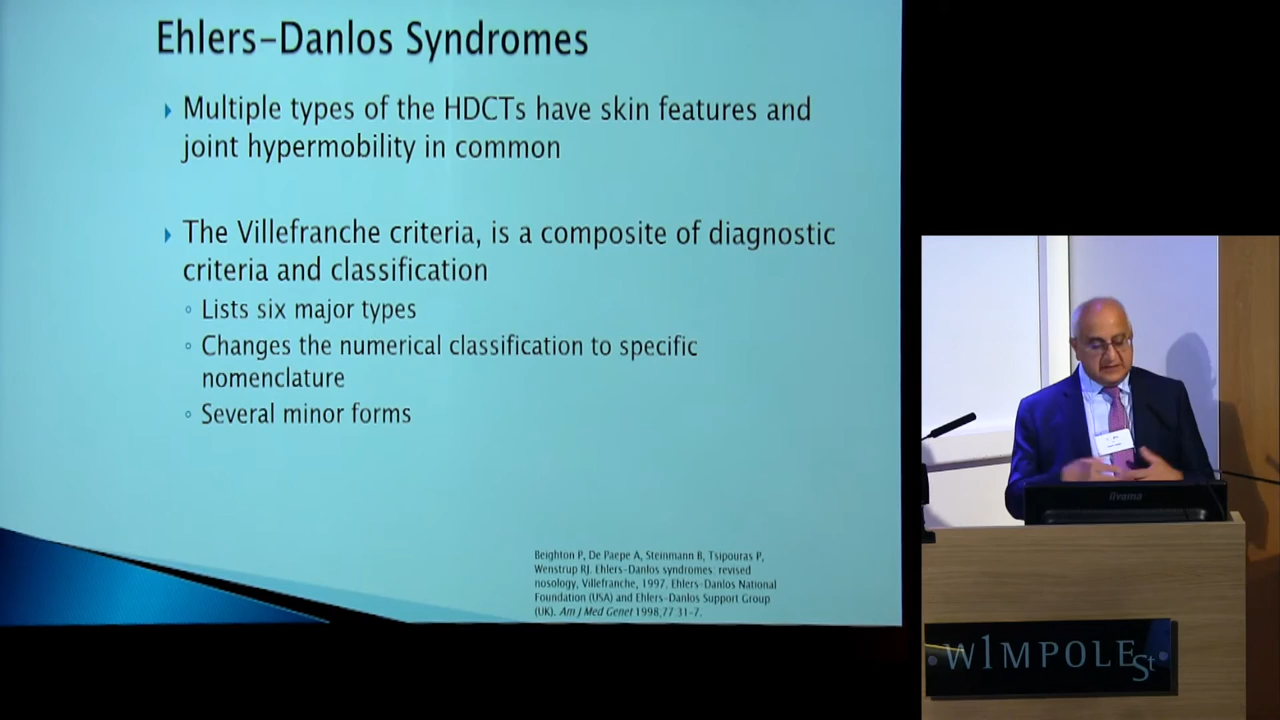 Ehlers-Danlos Syndromes
Multiple types of the HDCTs have skin features and
joint hypermobility in common
The Villefranche criteria, is a composite of diagnostic
criteria and classification
Lists six major types
Changes the numerical classification to specific
nomenclature
Several minor forms
Beighton P, De Paepe A, Steinmann B, Tsipouras P,
Wenstrup RJ. Ehlers-Danlos syndromes: revised
nosology, Villefranche, 1997. Ehlers-Danlos National
Foundation (USA) and Ehlers-Danlos Support Group
(UK). Am J Med Genet 1998;77:31-7.
iiyama
W1MPOLE St